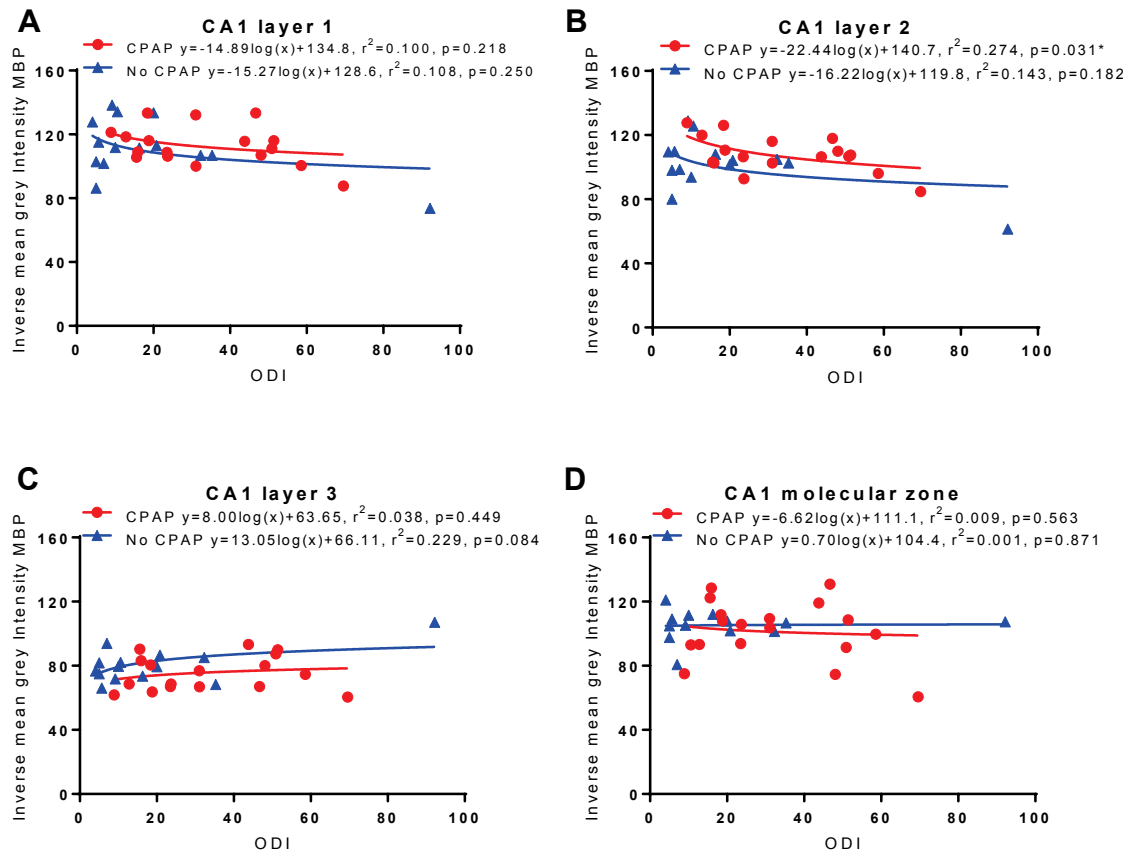 A
CA1 layer 1
CPAP y=-14.89log(x)+134.8, r²=0.100, p=0.218
No CPAP y=-15.27log(x)+128.6, r²=0.108, p=0.250
Inverse mean grey Intensity MBP
160
120
80
40
0
0 20 40 60 80 100
ODI
B
CA1 layer 2
CPAP y=-22.44log(x)+140.7, r²=0.274, p=0.031*
No CPAP y=-16.22log(x)+119.8, r²=0.143, p=0.182
Inverse mean grey Intensity MBP
160
120
80
40
0
0 20 40 60 80 100
ODI
C
CA1 layer 3
CPAP y=8.00log(x)+63.65, r²=0.038, p=0.449
No CPAP y=13.05log(x)+66.11, r²=0.229, p=0.084
Inverse mean grey Intensity MBP
160
120
80
40
0
0 20 40 60 80 100
ODI
D
CA1 molecular zone
CPAP y=-6.62log(x)+111.1, r²=0.009, p=0.563
No CPAP y=0.70log(x)+104.4, r²=0.001, p=0.871
Inverse mean grey Intensity MBP
160
120
80
40
0
0 20 40 60 80 100
ODI